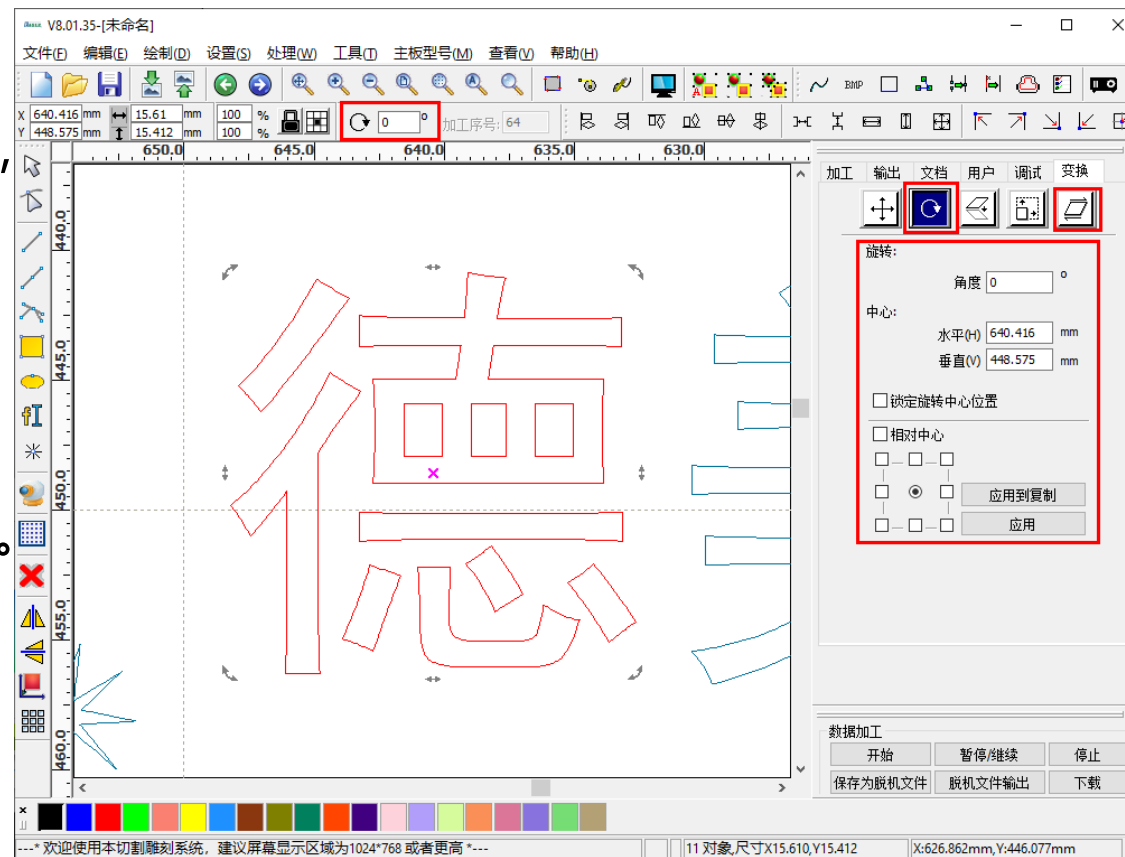 V8.01.35-[未命名]
文件(F) 编辑(E) 绘制(D) 设置(S) 处理(W) 工具(T) 主板型号(M) 查看(V) 帮助(H)
BMP
X 640.416 mm 15.61 mm 100 % 0 ° 加工序号: 64
Y 448.575 mm 15.412 mm 100 %
650.0 645.0 640.0 635.0 630.0
440.0
445.0
450.0
455.0
460.0
德
加工 输出 文档 用户 调试 变换
旋转:
角度 0 °
中心:
水平(H) 640.416 mm
垂直(V) 448.575 mm
锁定旋转中心位置
相对中心
应用到复制
应用
数据加工
开始 暂停/继续 停止
保存为脱机文件 脱机文件输出 下载
---* 欢迎使用本切割雕刻系统，建议屏幕显示区域为1024*768 或者更高 *---
11 对象,尺寸X15.610,Y15.412
X:626.862mm,Y:446.077mm